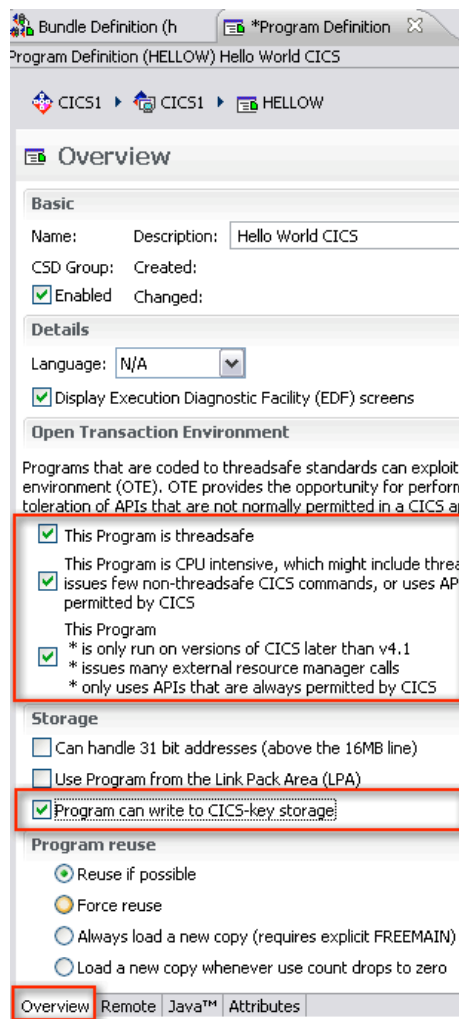 Bundle Definition (h
*Program Definition
Program Definition (HELLOW) Hello World CICS
CICS1 CICS1 HELLOW
Overview
Basic
Name: Description: Hello World CICS
CSD Group: Created:
Enabled Changed:
Details
Language: N/A
Display Execution Diagnostic Facility (EDF) screens
Open Transaction Environment
Programs that are coded to threadsafe standards can exploit
environment (OTE). OTE provides the opportunity for perform
toleration of APIs that are not normally permitted in a CICS a
This Program is threadsafe
This Program is CPU intensive, which might include threa
issues few non-threadsafe CICS commands, or uses AP
permitted by CICS
This Program
* is only run on versions of CICS later than v4.1
* issues many external resource manager calls
* only uses APIs that are always permitted by CICS
Storage
Can handle 31 bit addresses (above the 16MB line)
Use Program from the Link Pack Area (LPA)
Program can write to CICS-key storage
Program reuse
Reuse if possible
Force reuse
Always load a new copy (requires explicit FREEMAIN)
Load a new copy whenever use count drops to zero
Overview Remote Java™ Attributes